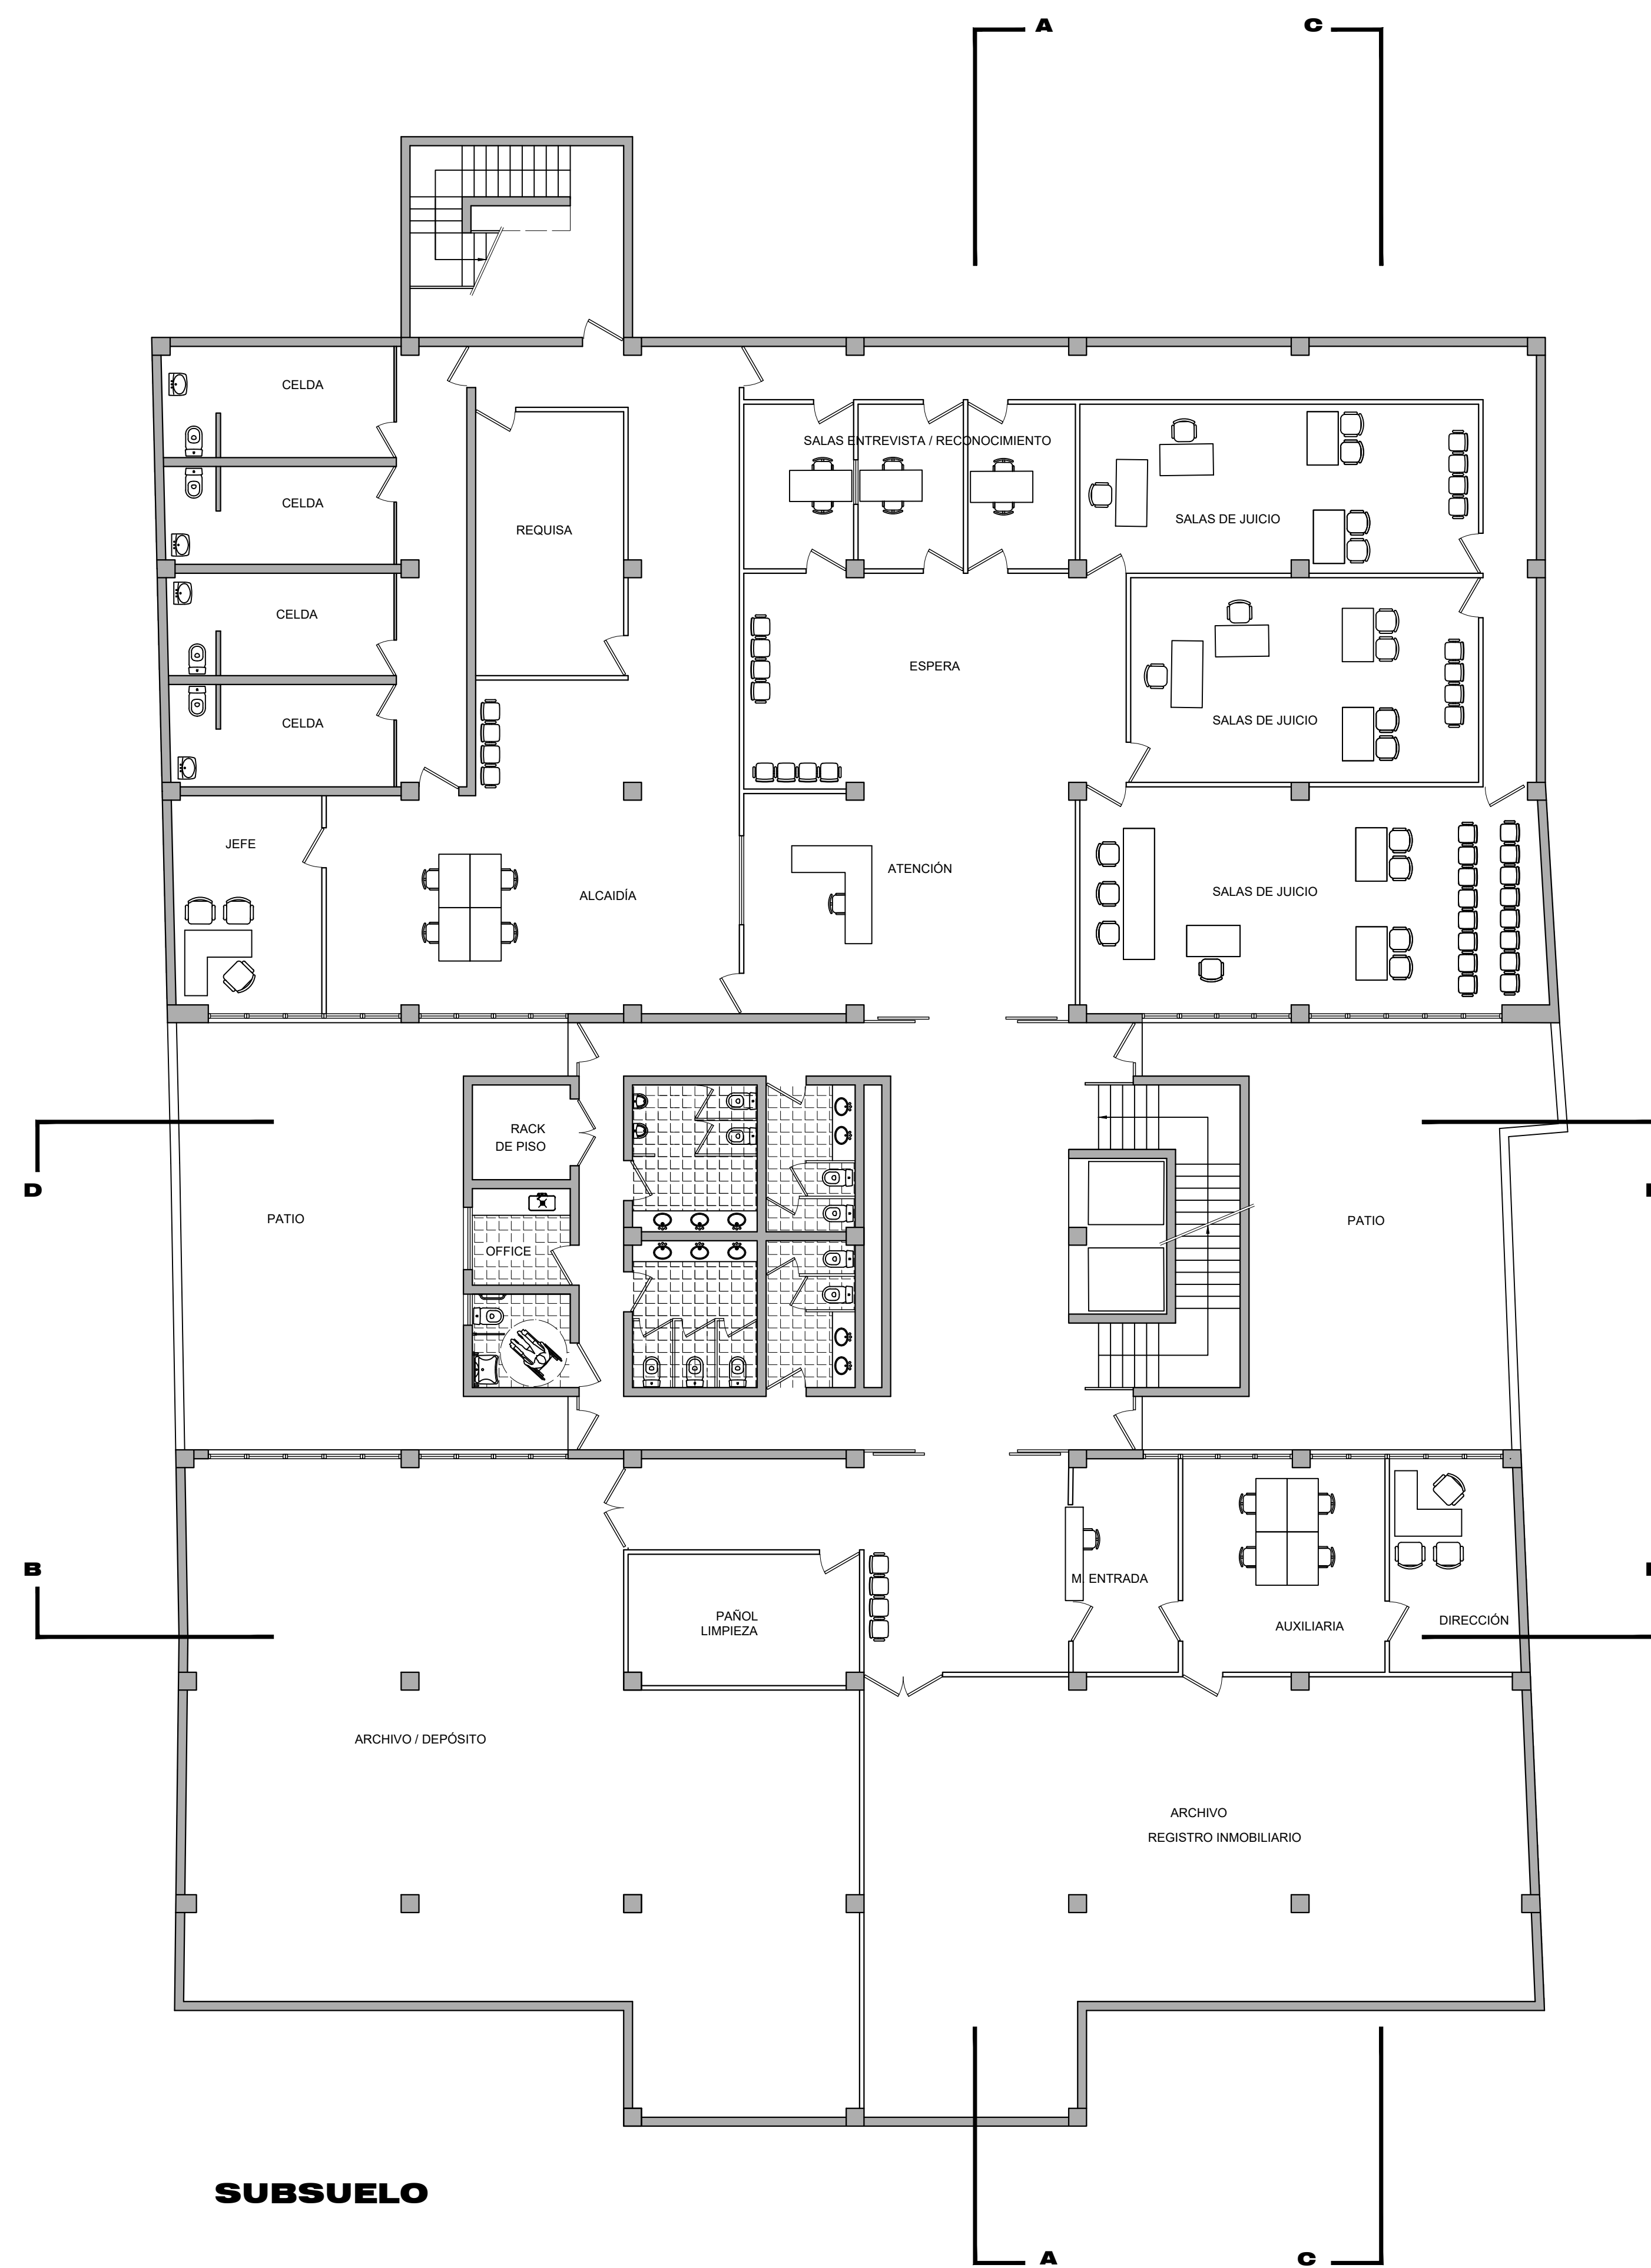 A
C
CELDA
SALAS ENTREVISTA / RECONOCIMIENTO
CELDA
REQUISA
SALAS DE JUICIO
CELDA
ESPERA
CELDA
SALAS DE JUICIO
JEFE
ALCAIDÍA
ATENCIÓN
SALAS DE JUICIO
RACK
DE PISO
D
PATIO
PATIO
OFFICE
B
M. ENTRADA
PAÑOL
LIMPIEZA
AUXILIARIA
DIRECCIÓN
ARCHIVO / DEPÓSITO
ARCHIVO
REGISTRO INMOBILIARIO
SUBSUELO
A
C